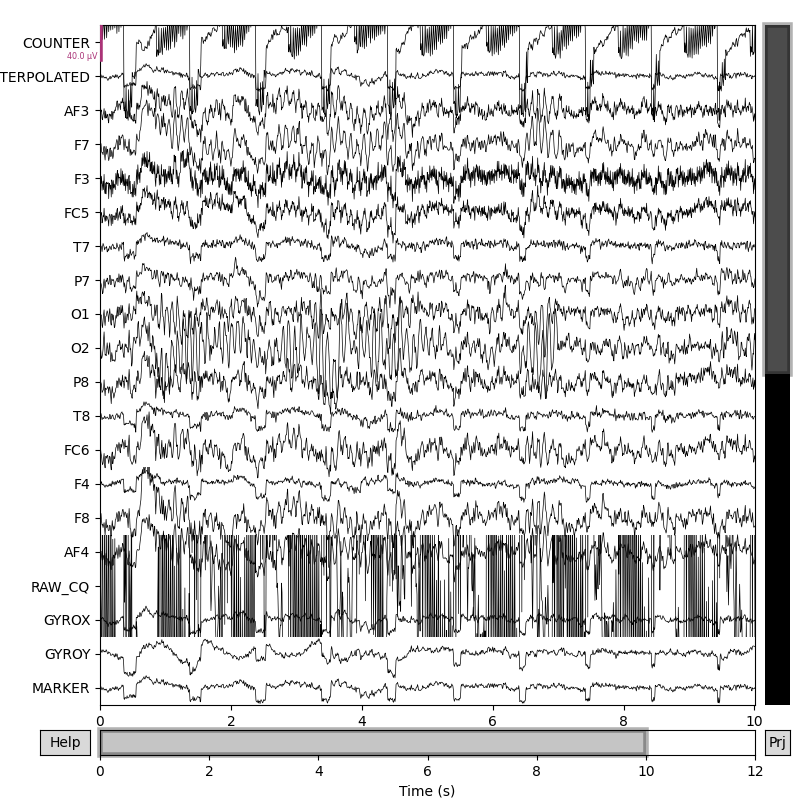 COUNTER
40.0 µV
TERPOLATED
AF3
F7
F3
FC5
T7
P7
O1
O2
P8
T8
FC6
F4
F8
AF4
RAW_CQ
GYROX
GYROY
MARKER
0 2 4 6 8 10
Help Prj
0 2 4 6 8 10 12
Time (s)